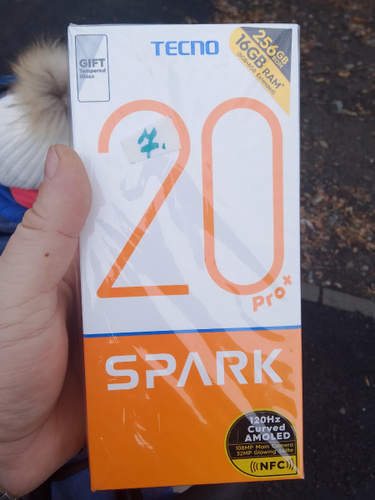 TECNO
GIFT
Tempered
Glass
256GB
ROM
16GB RAM*
20
Pro+
SPARK
120Hz
Curved
AMOLED
108MP Main Camera
32MP Glowing Selfie
NFC